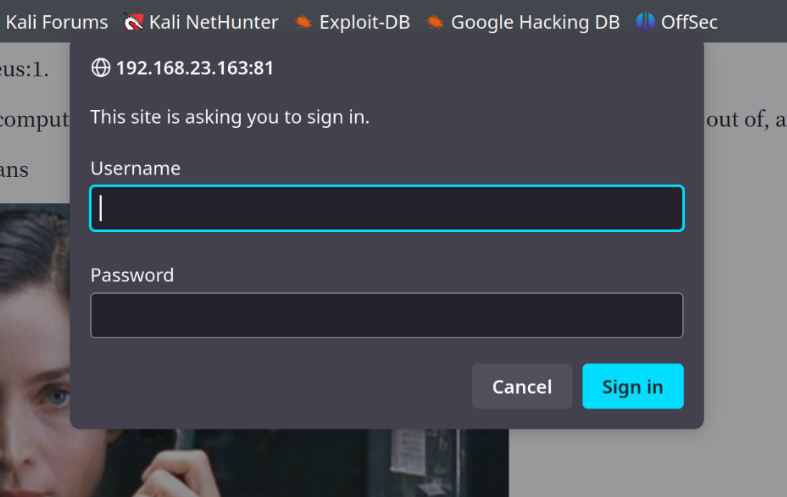 Kali Forums Kali NetHunter Exploit-DB Google Hacking DB OffSec
eus:1.
192.168.23.163:81
This site is asking you to sign in.
comput
out of, a
Username
ans
Password
Cancel Sign in